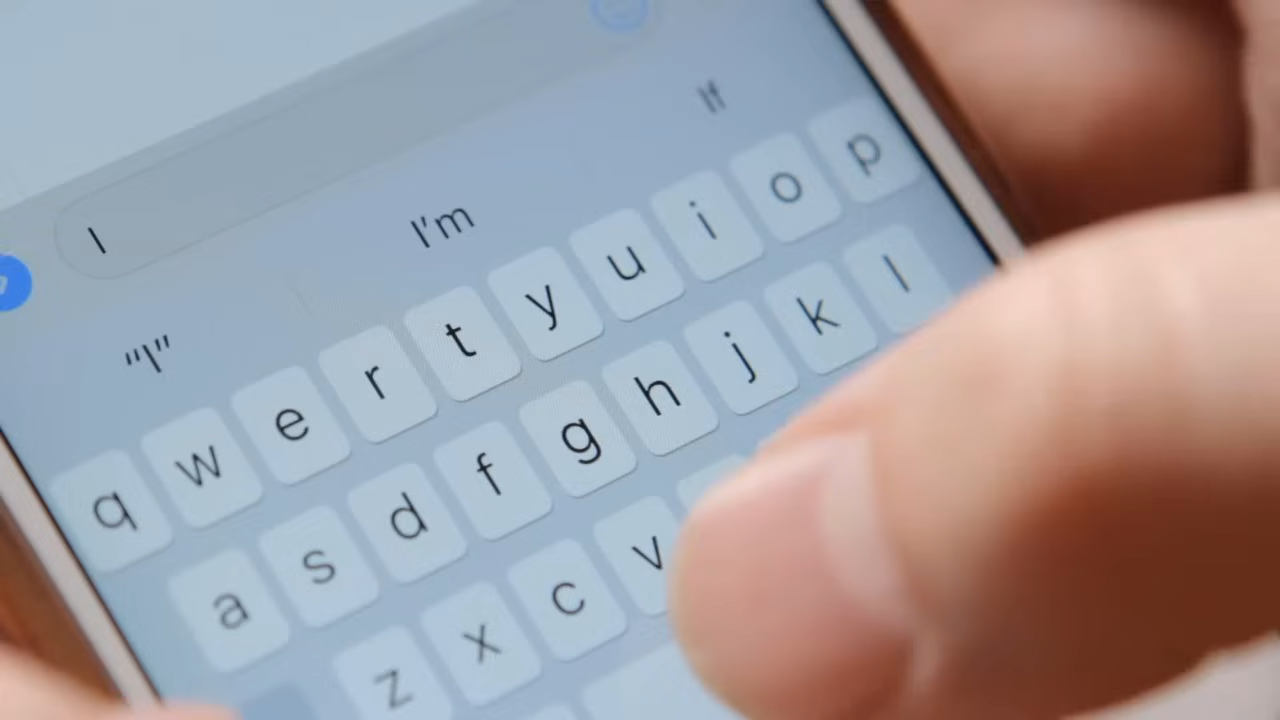 I
“I” I’m If
q w e r t y u i o p
a s d f g h j k l
z x c v